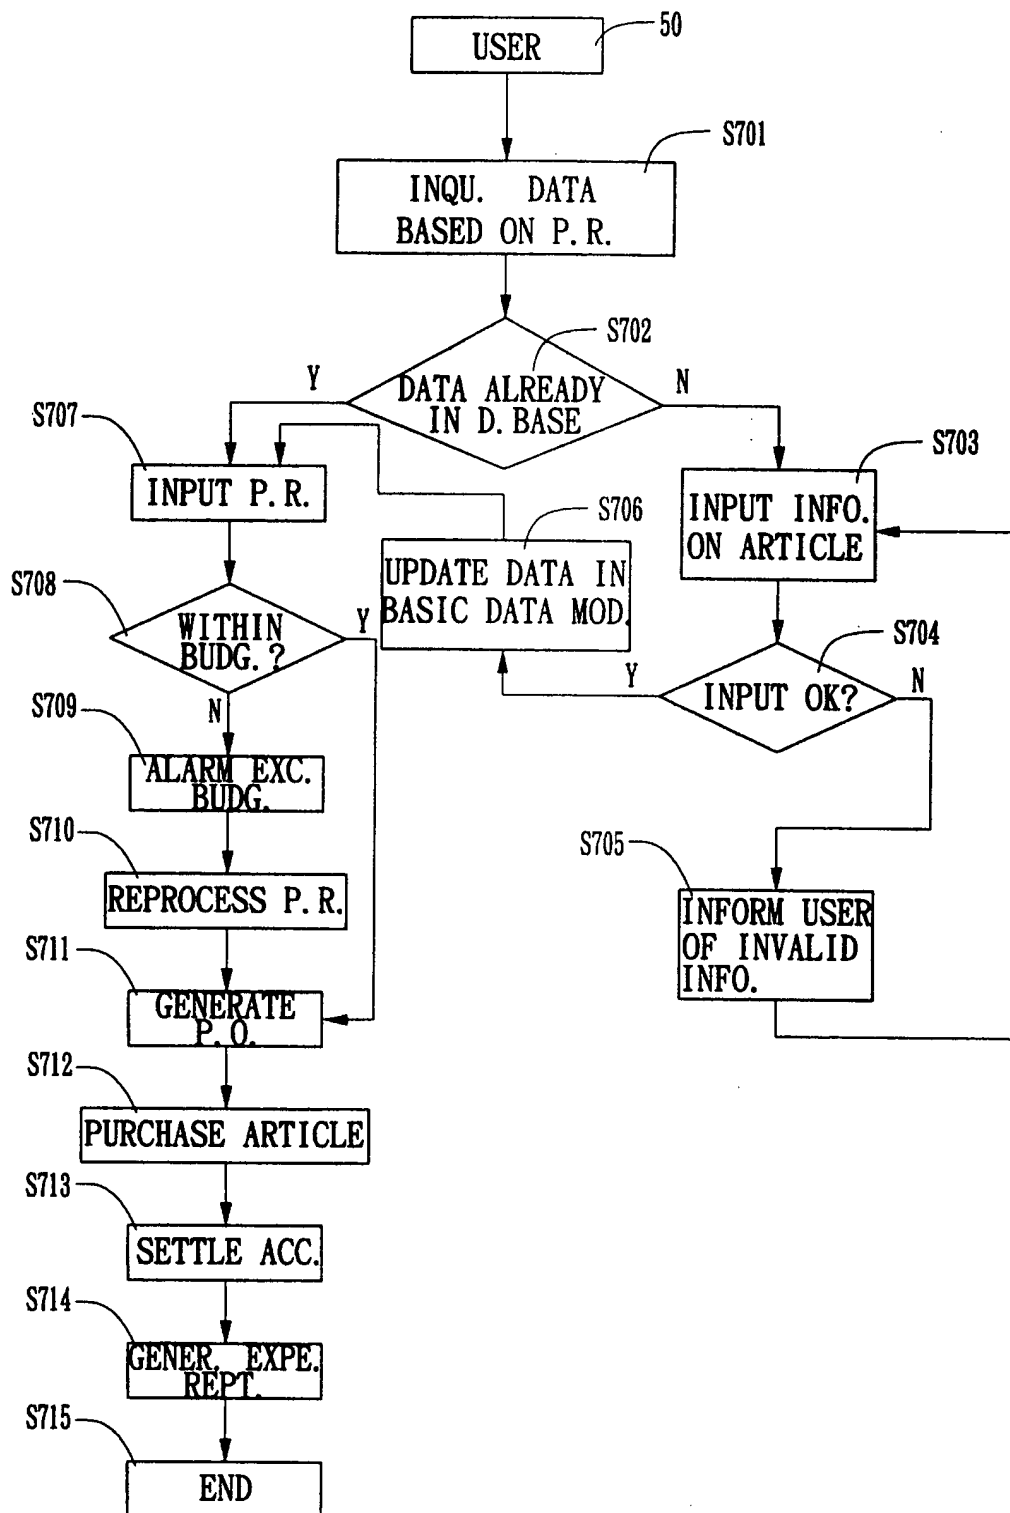 USER
50
S701
INQU. DATA
BASED ON P.R.
S702
DATA ALREADY
IN D.BASE
Y
N
S707
INPUT P.R.
S703
INPUT INFO.
ON ARTICLE
S706
UPDATE DATA IN
BASIC DATA MOD.
S708
WITHIN
BUDG.?
Y
N
S704
INPUT OK?
Y
N
S709
ALARM EXC.
BUDG.
S710
REPROCESS P.R.
S705
INFORM USER
OF INVALID
INFO.
S711
GENERATE
P.O.
S712
PURCHASE ARTICLE
S713
SETTLE ACC.
S714
GENER. EXPE.
REPT.
S715
END